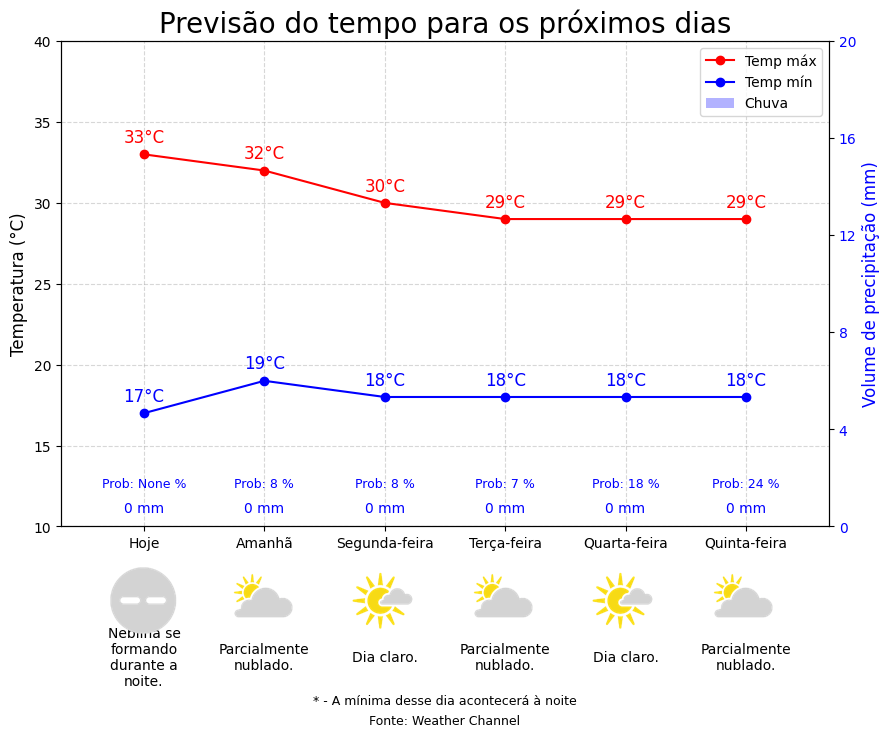 Previsão do tempo para os próximos dias
Temp máx
Temp mín
Chuva
Temperatura (°C)
Volume de precipitação (mm)
40
35
30
25
20
15
10
20
16
12
8
4
0
33°C 32°C 30°C 29°C 29°C 29°C
17°C 19°C 18°C 18°C 18°C 18°C
Prob: None % Prob: 8 % Prob: 8 % Prob: 7 % Prob: 18 % Prob: 24 %
0 mm 0 mm 0 mm 0 mm 0 mm 0 mm
Hoje Amanhã Segunda-feira Terça-feira Quarta-feira Quinta-feira
Neblina se
formando
durante a
noite.
Parcialmente
nublado.
Dia claro.
Parcialmente
nublado.
Dia claro.
Parcialmente
nublado.
* - A mínima desse dia acontecerá à noite
Fonte: Weather Channel